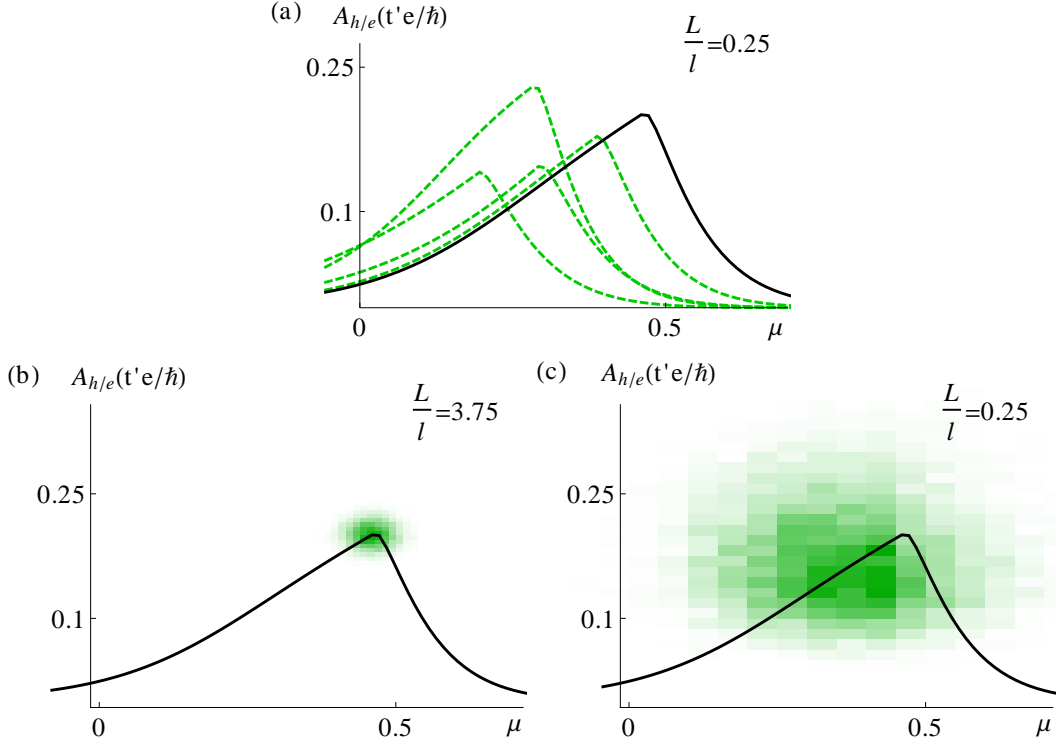 (a)
A_{h/e}(t'e/ħ)
L/l=0.25
0.25
0.1
0
0.5
μ
(b)
A_{h/e}(t'e/ħ)
L/l=3.75
0.25
0.1
0
0.5
μ
(c)
A_{h/e}(t'e/ħ)
L/l=0.25
0.25
0.1
0
0.5
μ